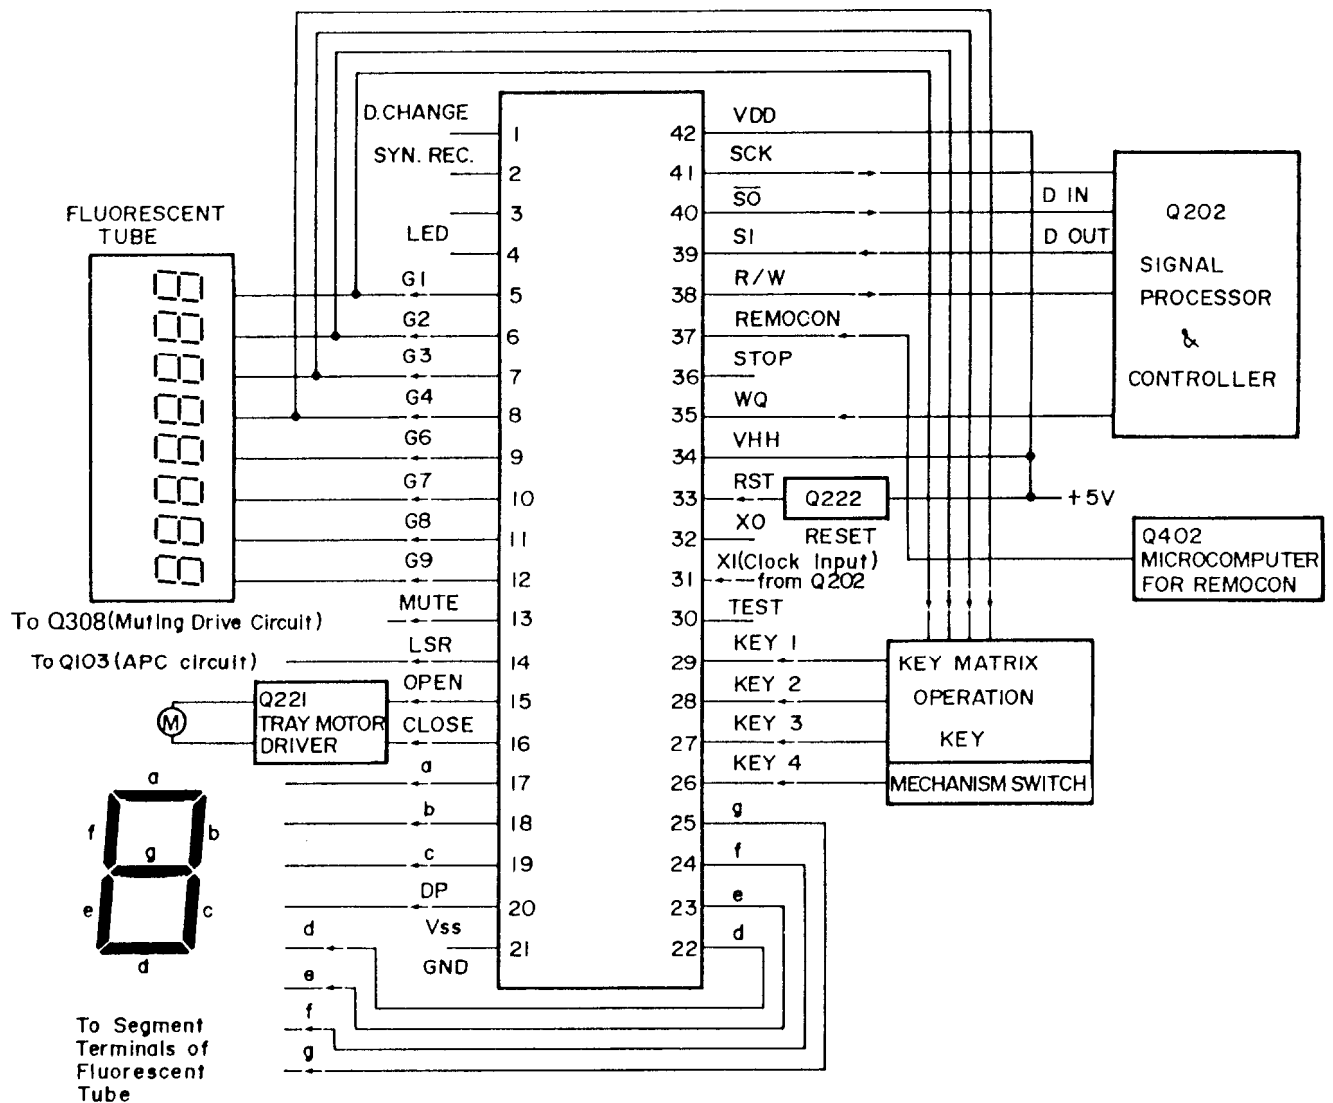 D.CHANGE
1
42
VDD
SYN. REC.
2
41
SCK
3
40
S̅O̅
D IN
LED
4
39
SI
D OUT
Q202
SIGNAL
PROCESSOR
&
CONTROLLER
FLUORESCENT
TUBE
G1
5
38
R/W
G2
6
37
REMOCON
G3
7
36
STOP
G4
8
35
WQ
G6
9
34
VHH
G7
10
33
RST
Q222
RESET
+5V
G8
11
32
XO
G9
12
31
XI(Clock Input)
from Q202
Q402
MICROCOMPUTER
FOR REMOCON
To Q308(Muting Drive Circuit)
MUTE
13
30
TEST
To Q103(APC circuit)
LSR
14
29
KEY 1
KEY MATRIX
OPERATION
KEY
MECHANISM SWITCH
Q221
TRAY MOTOR
DRIVER
M
OPEN
15
28
KEY 2
CLOSE
16
27
KEY 3
a
17
26
KEY 4
b
18
25
g
c
19
24
f
DP
20
23
e
Vss
21
22
d
GND
a
f
b
g
e
c
d
d
e
f
g
To Segment
Terminals of
Fluorescent
Tube